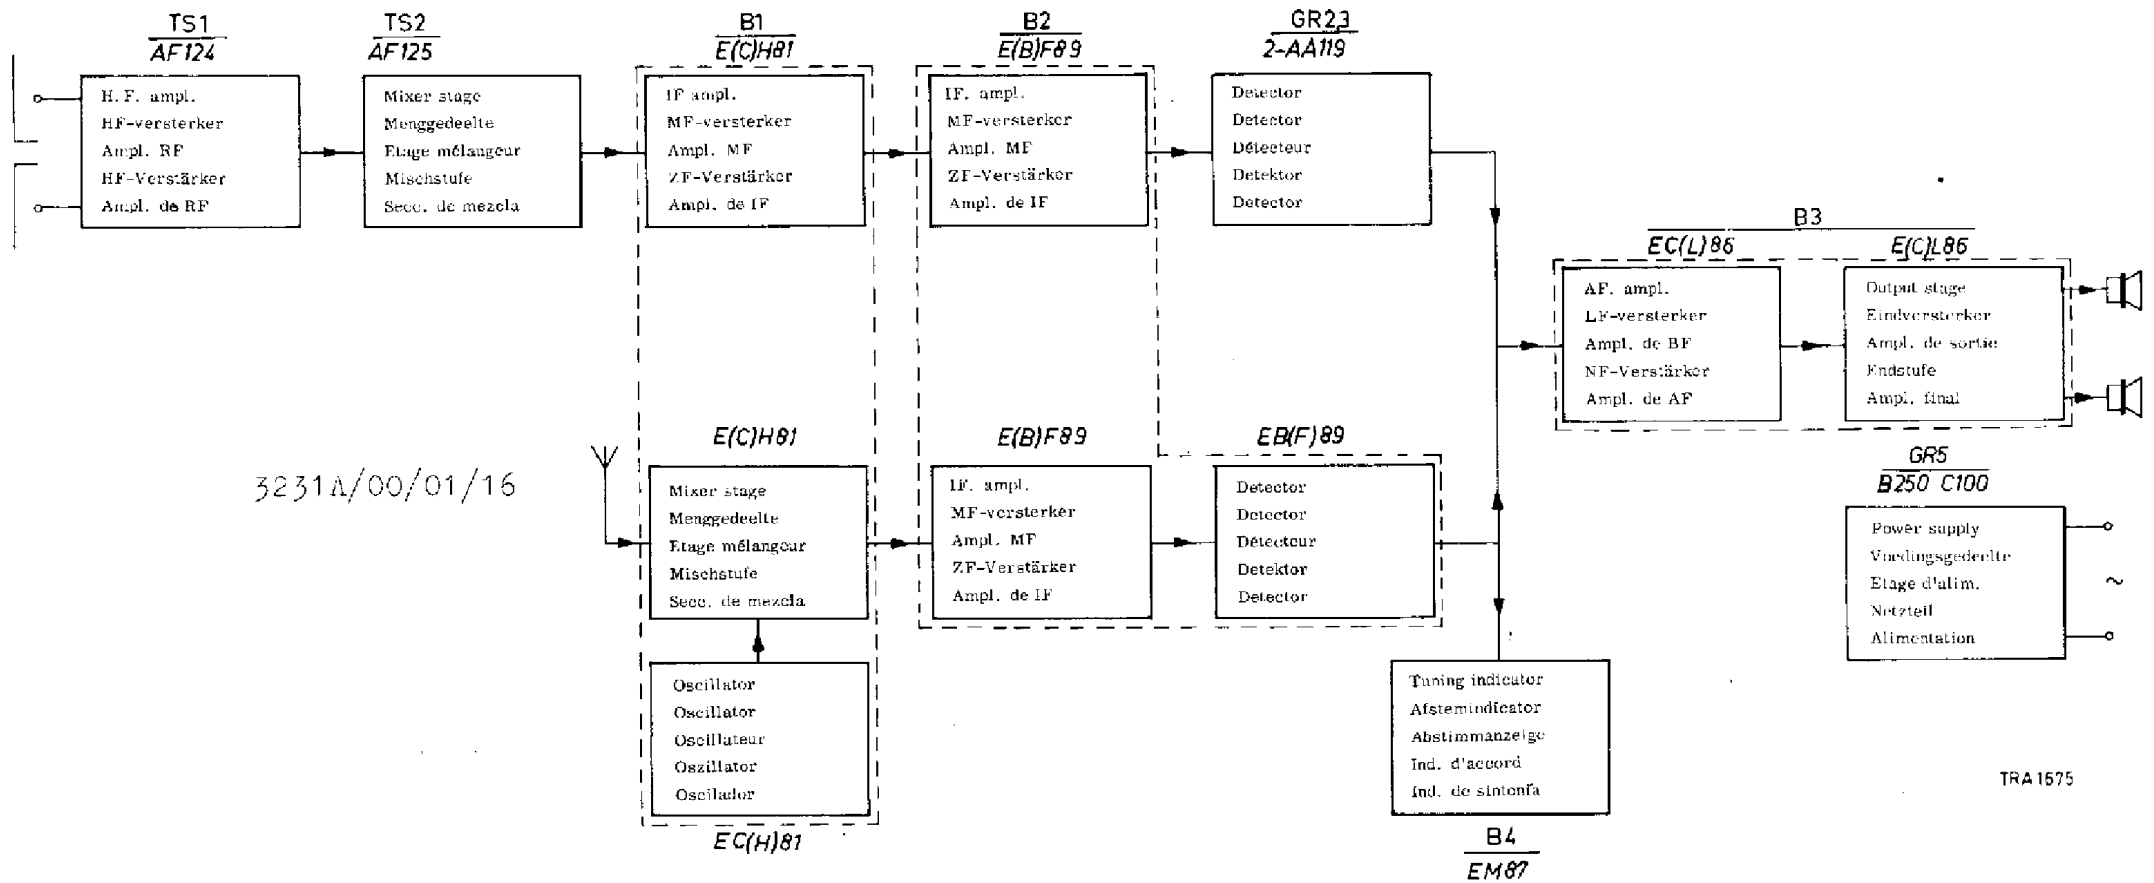 TS1
AF124
H. F. ampl.
HF-versterker
Ampl. RF
HF-Verstärker
Ampl. de RF
TS2
AF125
Mixer stage
Menggedeelte
Etage mélangeur
Mischstufe
Secc. de mezcla
B1
E(C)H81
IF ampl.
MF-versterker
Ampl. MF
ZF-Verstärker
Ampl. de IF
B2
E(B)F89
IF. ampl.
MF-versterker
Ampl. MF
ZF-Verstärker
Ampl. de IF
GR2,3
2-AA119
Detector
Detector
Détecteur
Detektor
Detector
B3
EC(L)86
AF. ampl.
LF-versterker
Ampl. de BF
NF-Verstärker
Ampl. de AF
E(C)L86
Output stage
Eindversterker
Ampl. de sortie
Endstufe
Ampl. final
3231A/00/01/16
E(C)H81
Mixer stage
Menggedeelte
Etage mélangeur
Mischstufe
Secc. de mezcla
E(B)F89
IF. ampl.
MF-versterker
Ampl. MF
ZF-Verstärker
Ampl. de IF
EB(F)89
Detector
Detector
Détecteur
Detektor
Detector
GR5
B250 C100
Power supply
Voedingsgedeelte
Etage d'alim.
Netzteil
Alimentation
~
Oscillator
Oscillator
Oscillateur
Oszillator
Oscilador
EC(H)81
Tuning indicator
Afstemindicator
Abstimmanzeige
Ind. d'accord
Ind. de sintonía
B4
EM87
TRA1675